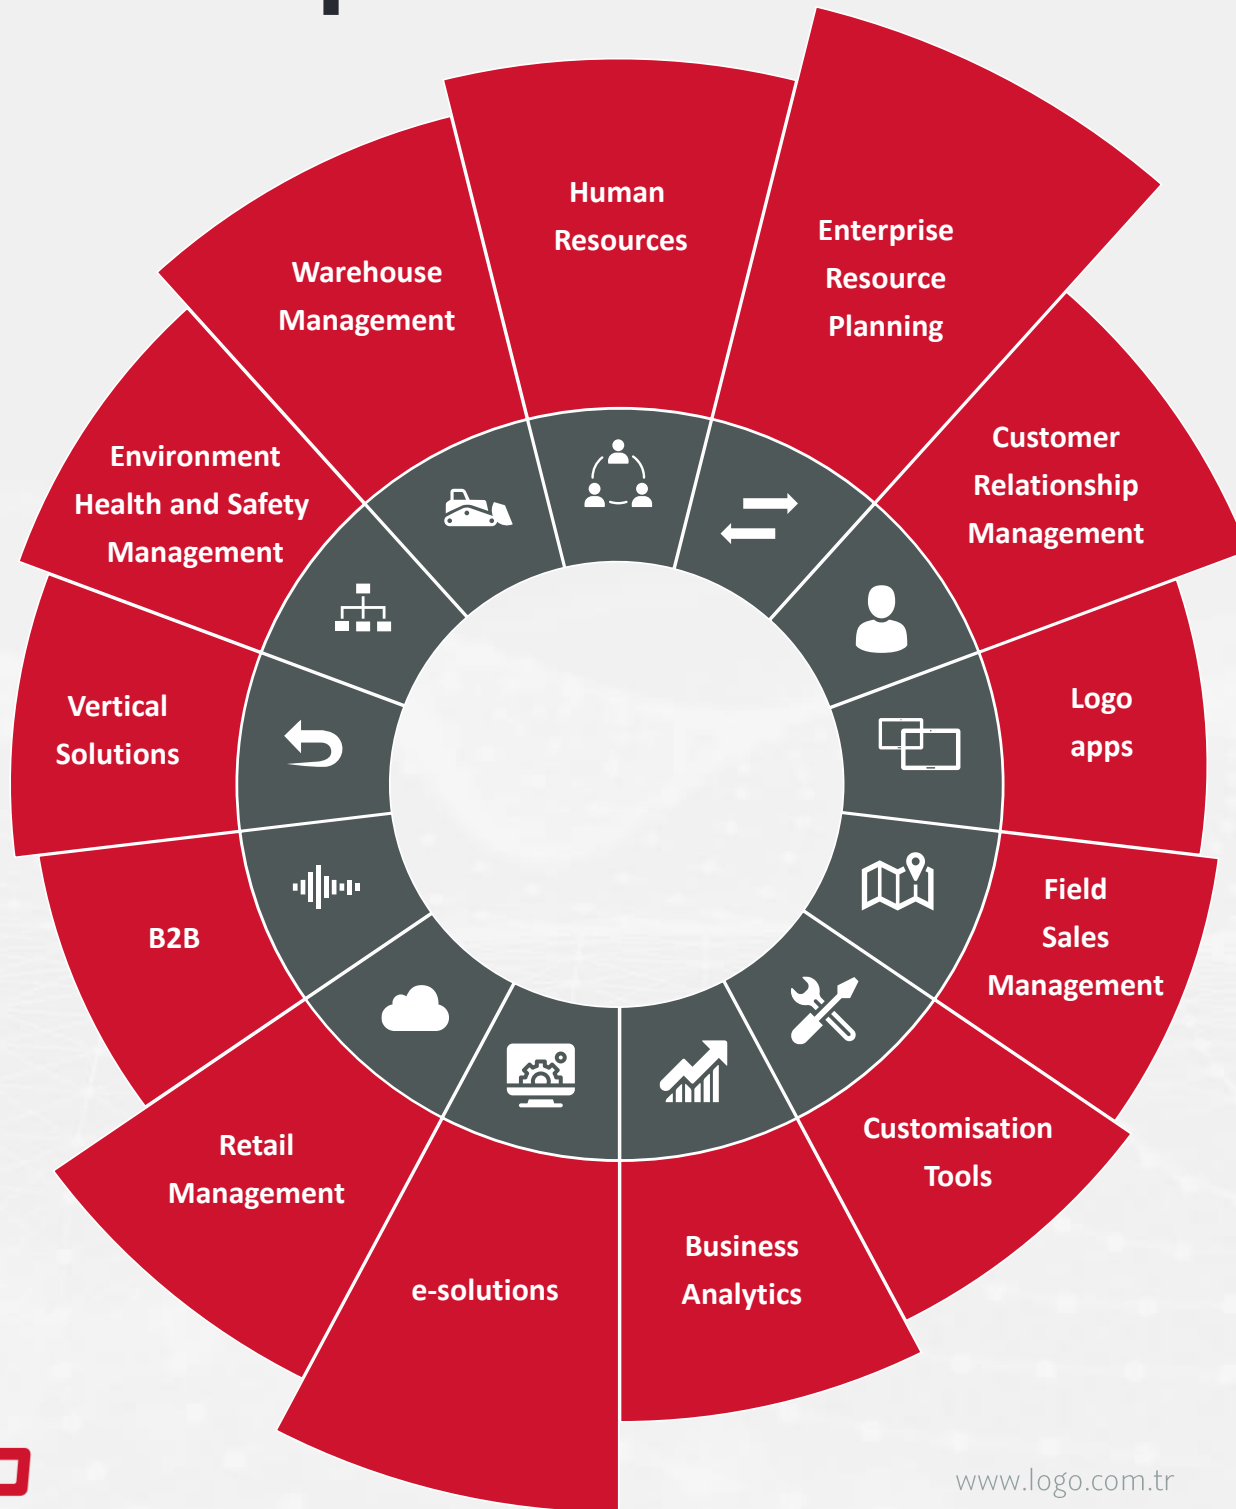 Human
Resources
Enterprise
Resource
Planning
Warehouse
Management
Customer
Relationship
Management
Environment
Health and Safety
Management
Logo
apps
Vertical
Solutions
Field
Sales
Management
B2B
Customisation
Tools
Retail
Management
Business
Analytics
e-solutions
www.logo.com.tr